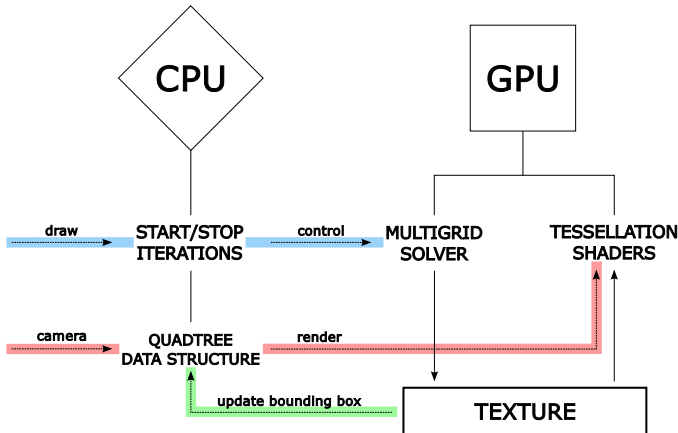 CPU
GPU
draw
START/STOP
ITERATIONS
control
MULTIGRID
SOLVER
TESSELLATION
SHADERS
camera
QUADTREE
DATA STRUCTURE
render
update bounding box
TEXTURE